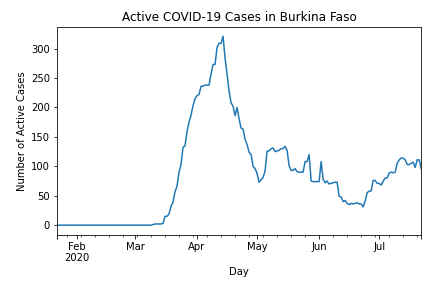 Active COVID-19 Cases in Burkina Faso
Number of Active Cases
300
250
200
150
100
50
0
Feb Mar Apr May Jun Jul
2020
Day